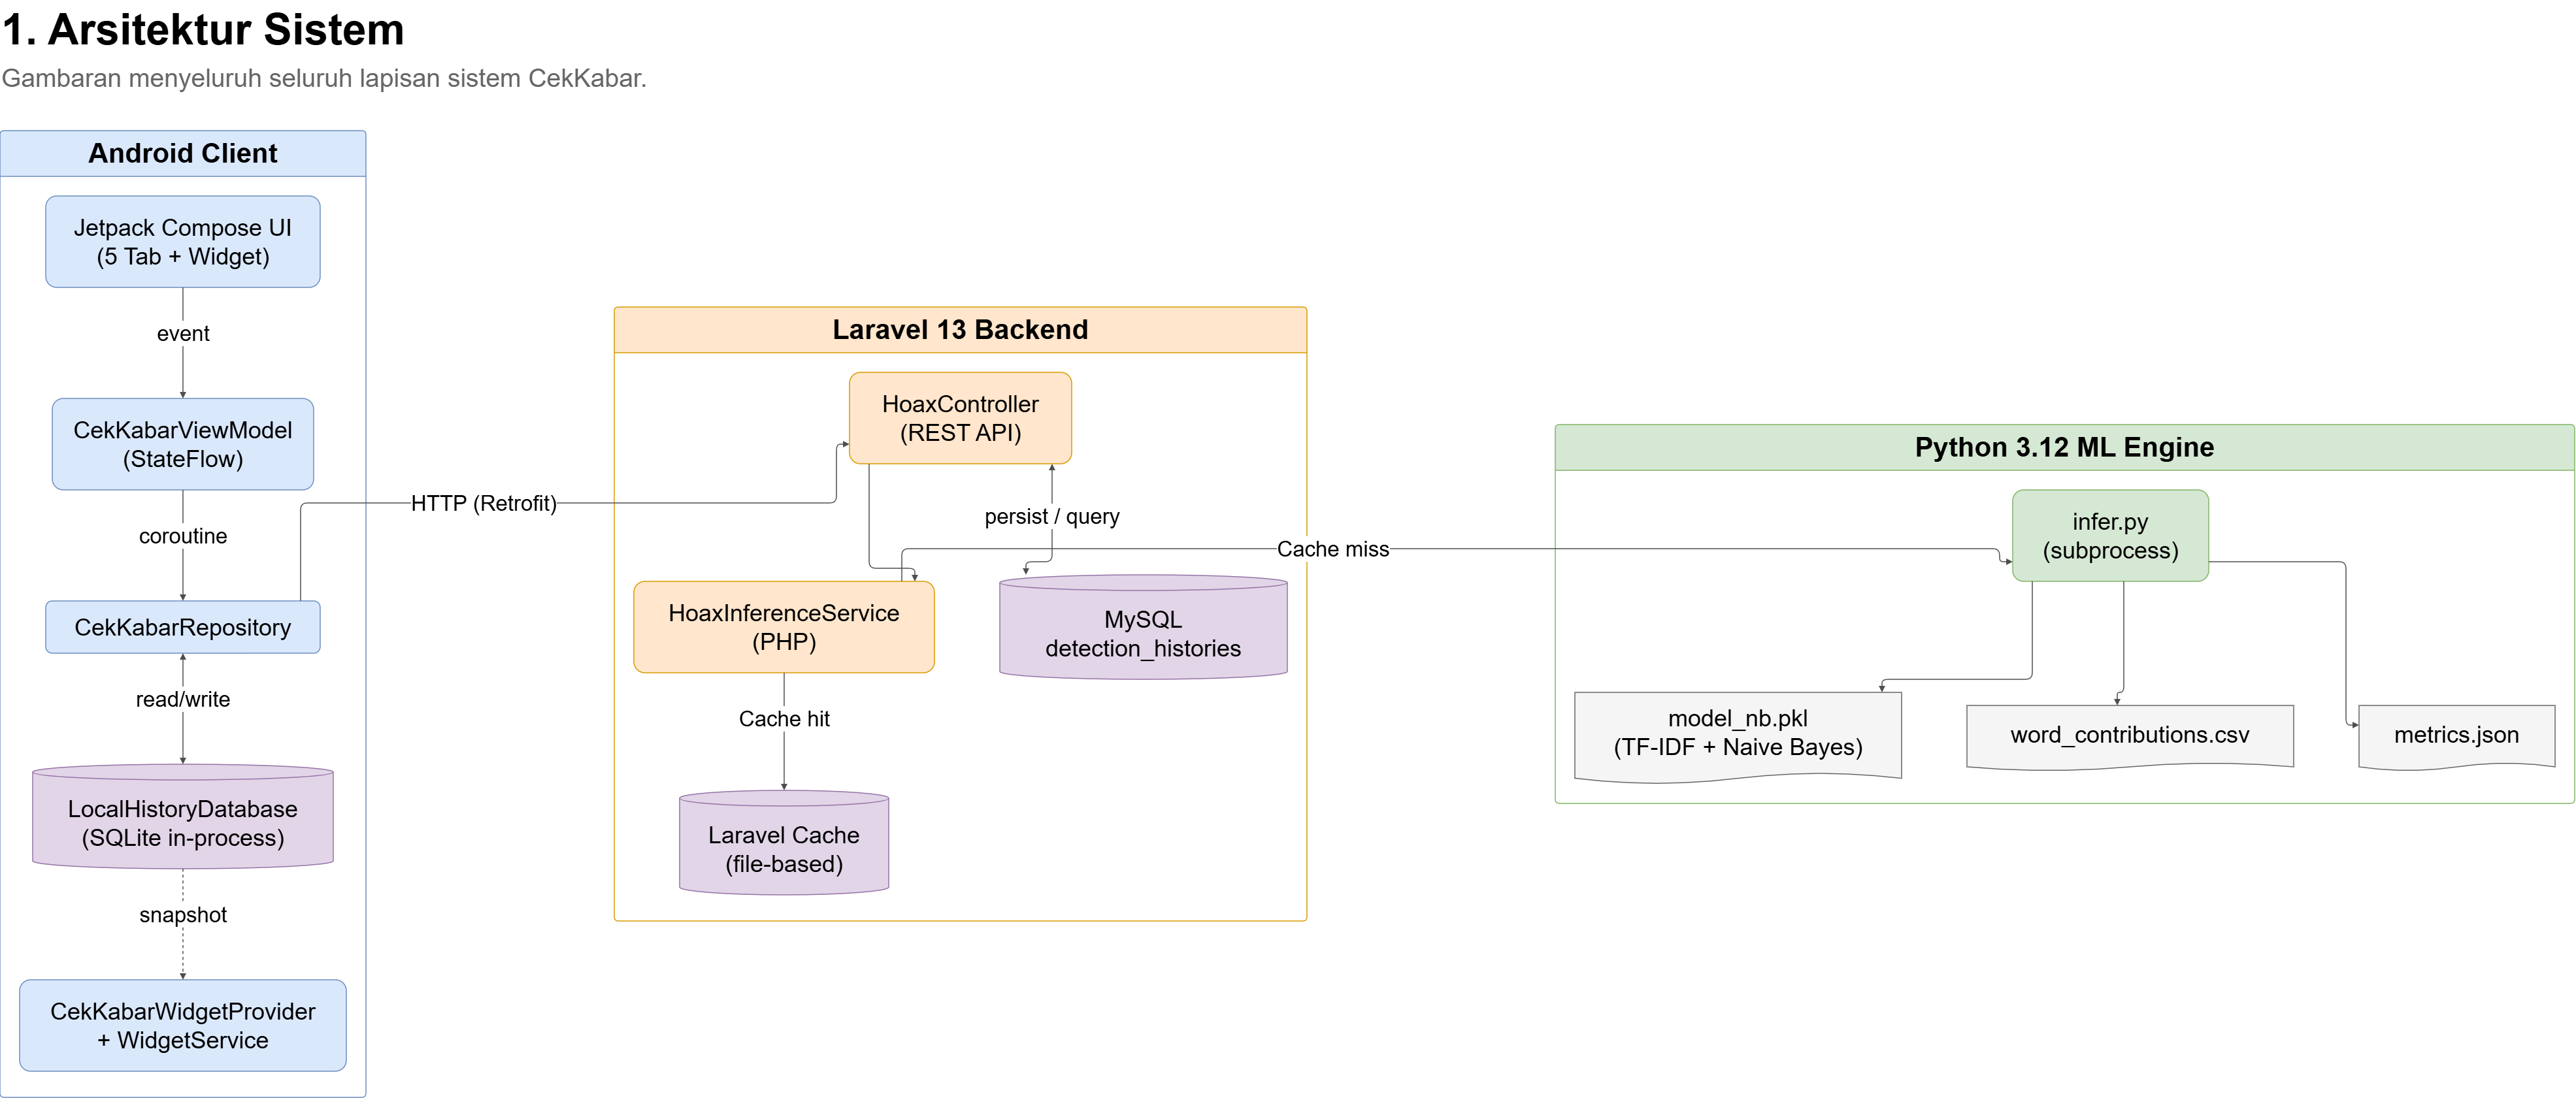 1. Arsitektur Sistem
Gambaran menyeluruh seluruh lapisan sistem CekKabar.
Android Client
Jetpack Compose UI
(5 Tab + Widget)
event
CekKabarViewModel
(StateFlow)
coroutine
CekKabarRepository
read/write
LocalHistoryDatabase
(SQLite in-process)
snapshot
CekKabarWidgetProvider
+ WidgetService
HTTP (Retrofit)
Laravel 13 Backend
HoaxController
(REST API)
persist / query
HoaxInferenceService
(PHP)
MySQL
detection_histories
Cache hit
Laravel Cache
(file-based)
Cache miss
Python 3.12 ML Engine
infer.py
(subprocess)
model_nb.pkl
(TF-IDF + Naive Bayes)
word_contributions.csv
metrics.json